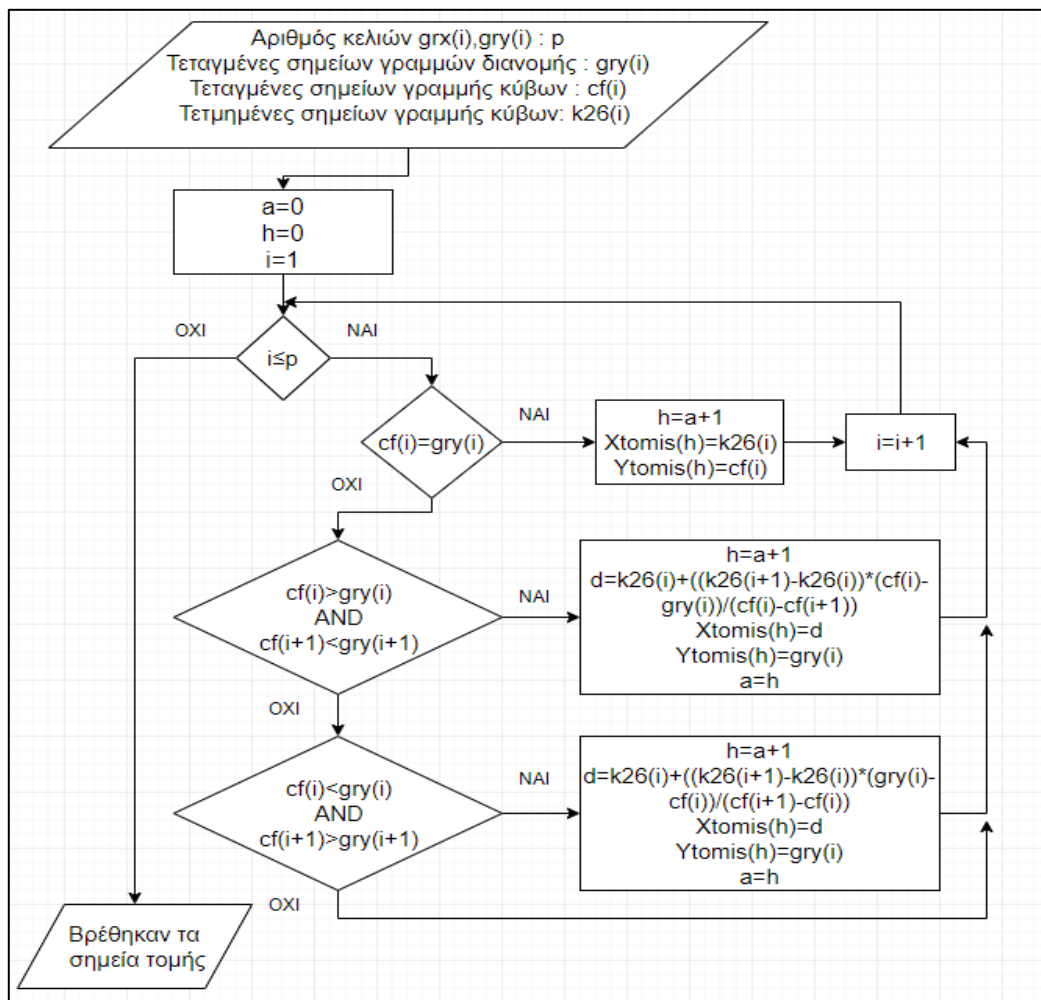 Αριθμός κελιών grx(i),gry(i) : p
Τεταγμένες σημείων γραμμών διανομής : gry(i)
Τεταγμένες σημείων γραμμής κύβων : cf(i)
Τετμημένες σημείων γραμμής κύβων: k26(i)
a=0
h=0
i=1
ΟΧΙ
ΝΑΙ
i≤p
cf(i)=gry(i)
ΝΑΙ
h=a+1
Xtomis(h)=k26(i)
Ytomis(h)=cf(i)
i=i+1
ΟΧΙ
cf(i)>gry(i)
AND
cf(i+1)<gry(i+1)
ΝΑΙ
h=a+1
d=k26(i)+((k26(i+1)-k26(i))*(cf(i)-
gry(i))/(cf(i)-cf(i+1))
Xtomis(h)=d
Ytomis(h)=gry(i)
a=h
ΟΧΙ
cf(i)<gry(i)
AND
cf(i+1)>gry(i+1)
ΝΑΙ
h=a+1
d=k26(i)+((k26(i+1)-k26(i))*(gry(i)-
cf(i))/(cf(i+1)-cf(i))
Xtomis(h)=d
Ytomis(h)=gry(i)
a=h
ΟΧΙ
Βρέθηκαν τα
σημεία τομής